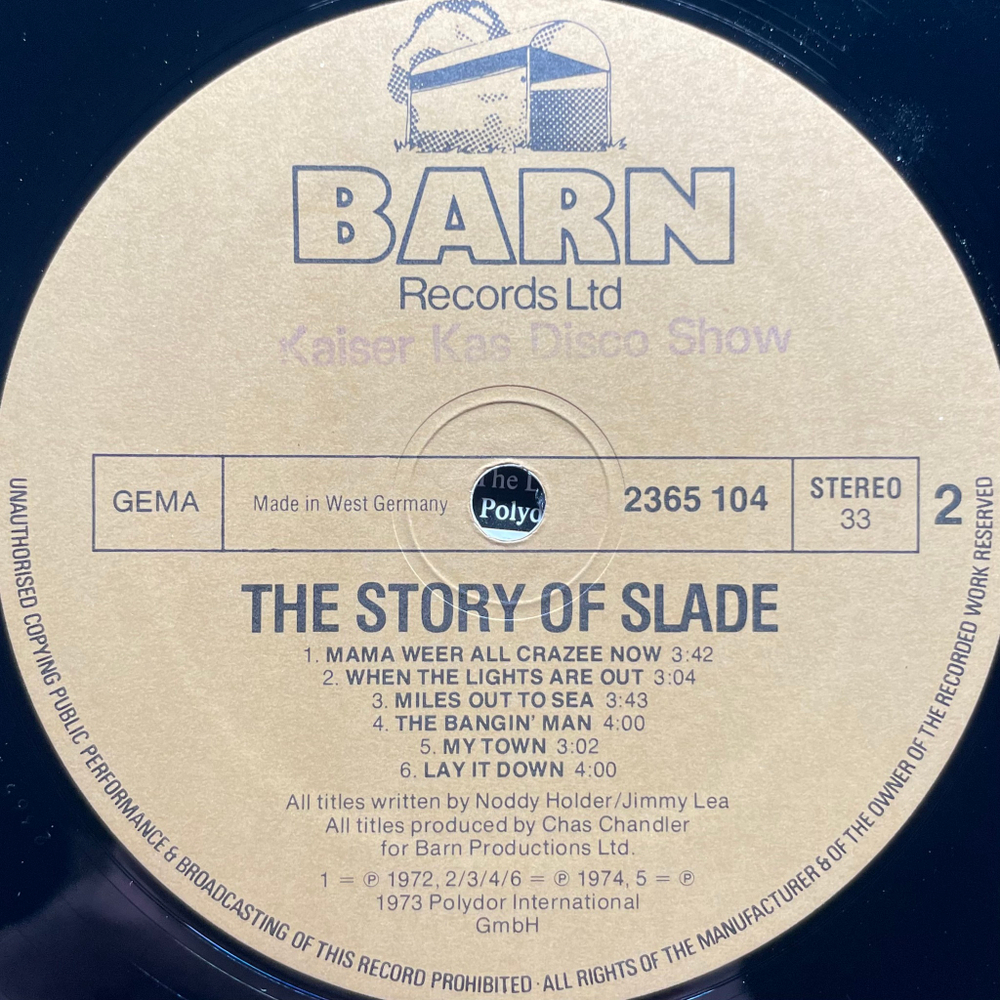 BARN
Records Ltd
Kaiser Kas Disco Show
GEMA
Made in West Germany
The
Polyd
2365 104
STEREO
33
2
THE STORY OF SLADE
1. MAMA WEER ALL CRAZEE NOW 3:42
2. WHEN THE LIGHTS ARE OUT 3:04
3. MILES OUT TO SEA 3:43
4. THE BANGIN' MAN 4:00
5. MY TOWN 3:02
6. LAY IT DOWN 4:00
All titles written by Noddy Holder/Jimmy Lea
All titles produced by Chas Chandler
for Barn Productions Ltd.
1 = ℗ 1972, 2/3/4/6 = ℗ 1974, 5 = ℗
1973 Polydor International
GmbH
UNAUTHORISED COPYING PUBLIC PERFORMANCE & BROADCASTING OF THIS RECORD PROHIBITED · ALL RIGHTS OF THE MANUFACTURER & OF THE OWNER OF THE RECORDED WORK RESERVED